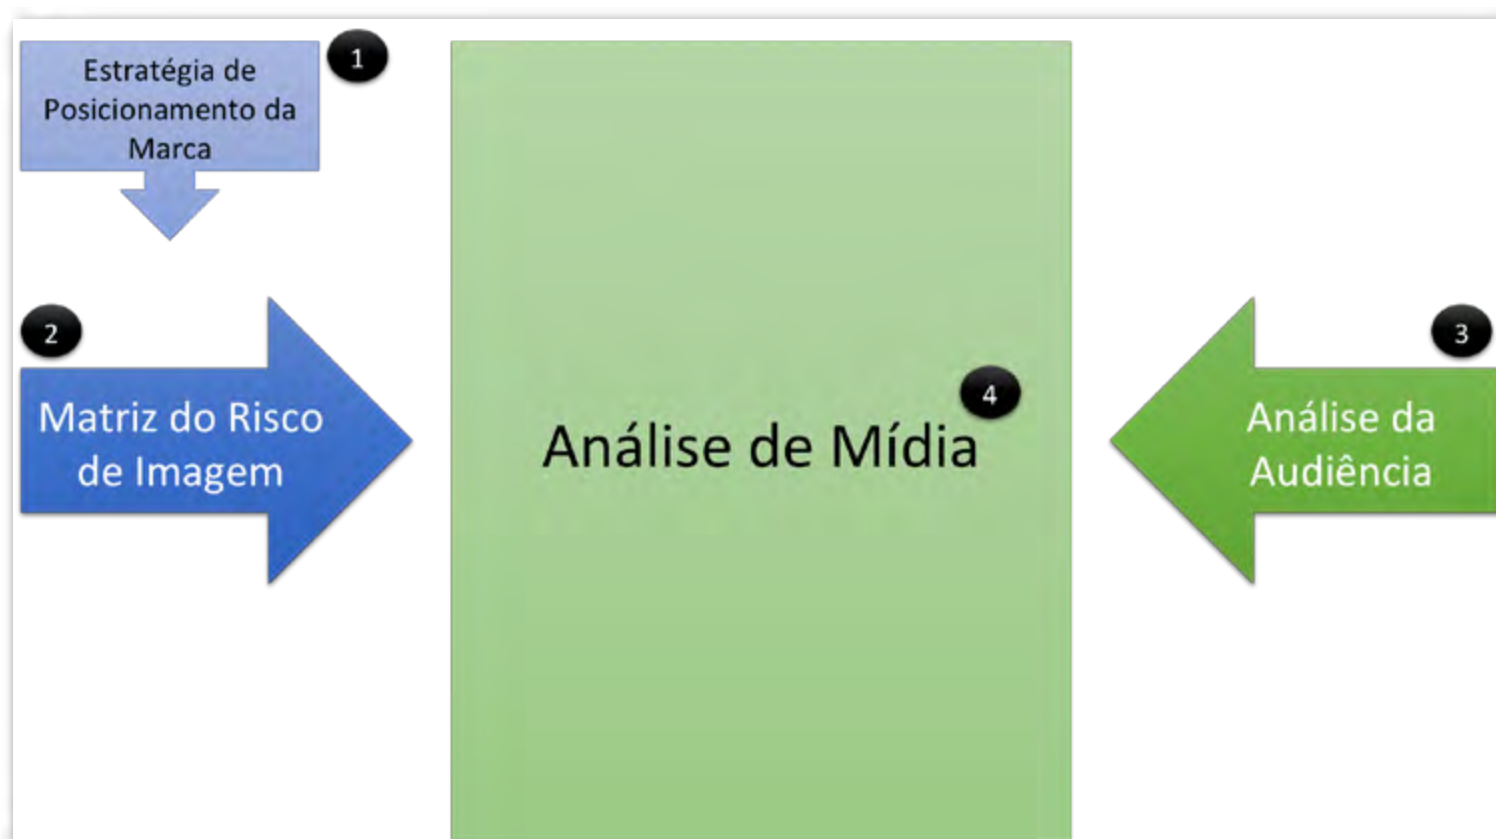 Estratégia de
Posicionamento da
Marca
1
2
Matriz do Risco
de Imagem
4
Análise de Mídia
3
Análise da
Audiência